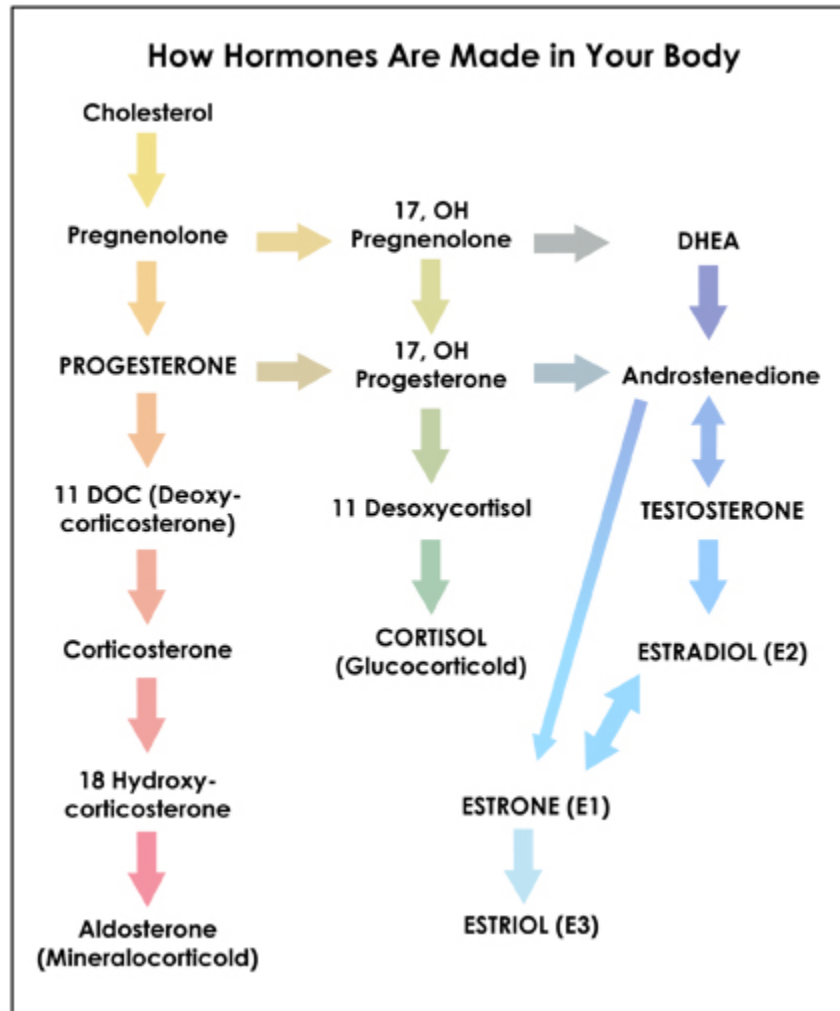 How Hormones Are Made in Your Body
Cholesterol
Pregnenolone
17, OH
Pregnenolone
DHEA
PROGESTERONE
17, OH
Progesterone
Androstenedione
11 DOC (Deoxy-
corticosterone)
11 Desoxycortisol
TESTOSTERONE
Corticosterone
CORTISOL
(Glucocorticold)
ESTRADIOL (E2)
18 Hydroxy-
corticosterone
ESTRONE (E1)
Aldosterone
(Mineralocorticold)
ESTRIOL (E3)